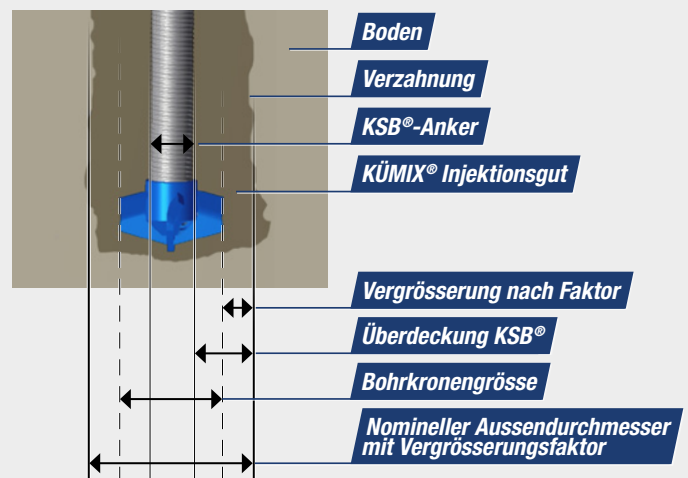 Boden
Verzahnung
KSB®-Anker
KÜMIX® Injektionsgut
Vergrösserung nach Faktor
Überdeckung KSB®
Bohrkronengrösse
Nomineller Aussendurchmesser
mit Vergrösserungsfaktor